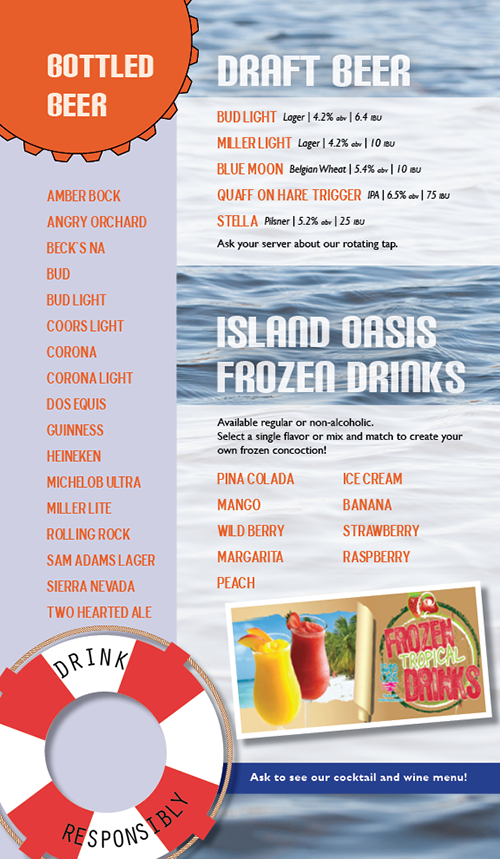 BOTTLED
BEER
AMBER BOCK
ANGRY ORCHARD
BECK'S NA
BUD
BUD LIGHT
COORS LIGHT
CORONA
CORONA LIGHT
DOS EQUIS
GUINNESS
HEINEKEN
MICHELOB ULTRA
MILLER LITE
ROLLING ROCK
SAM ADAMS LAGER
SIERRA NEVADA
TWO HEARTED ALE
DRINK
RESPONSIBLY
DRAFT BEER
BUD LIGHT Lager | 4.2% abv | 6.4 IBU
MILLER LIGHT Lager | 4.2% abv | 10 IBU
BLUE MOON Belgian Wheat | 5.4% abv | 10 IBU
QUAFF ON HARE TRIGGER IPA | 6.5% abv | 75 IBU
STELLA Pilsner | 5.2% abv | 25 IBU
Ask your server about our rotating tap.
ISLAND OASIS
FROZEN DRINKS
Available regular or non-alcoholic.
Select a single flavor or mix and match to create your
own frozen concoction!
PINA COLADA
MANGO
WILD BERRY
MARGARITA
PEACH
ICE CREAM
BANANA
STRAWBERRY
RASPBERRY
FROZEN
TROPICAL
DRINKS
Ask to see our cocktail and wine menu!